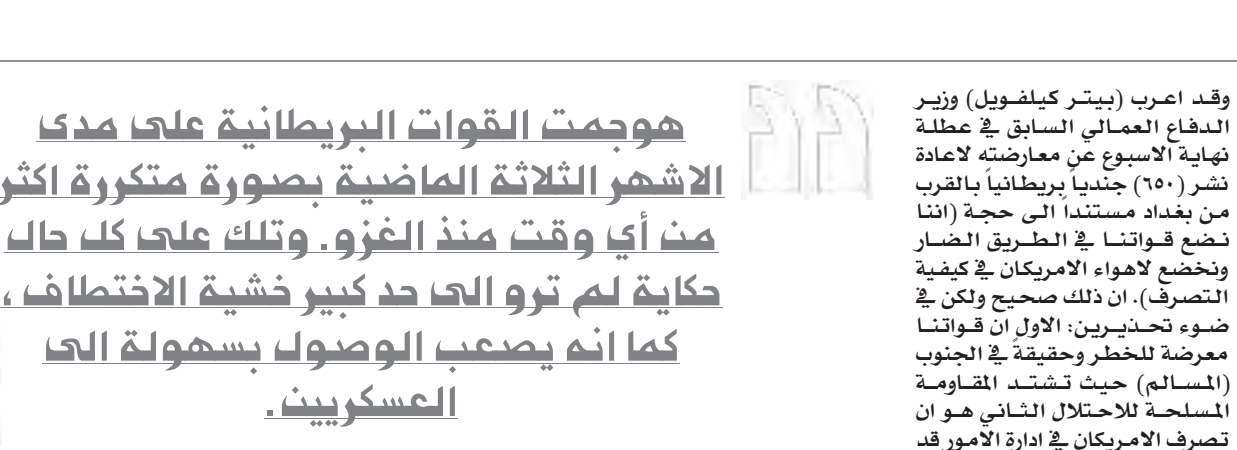 وقد اعرب (بيتر كيلفويل) وزير
الدفاع العمالي السابق في عطلة
نهاية الاسبوع عن معارضته لاعادة
نشر (٦٥٠) جندياً بريطانياً بالقرب
من بغداد مستنداً الى حجة (اننا
نضع قواتنا في الطريق الضار
ونخضع لاهواء الامريكان في كيفية
التصرف). ان ذلك صحيح ولكن في
ضوء تحذيرين: الاول ان قواتنا
معرضة للخطر وحقيقةً في الجنوب
(المسالم) حيث تشتد المقاومة
المسلحة للاحتلال الثاني هو ان
تصرف الامريكان في ادارة الامور قد
هوجمت القوات البريطانية على مدى
الاشهر الثلاثة الماضية بصورة متكررة اكثر
من أي وقت منذ الغزو. وتلك على كل حال
حكاية لم ترو الى حد كبير خشية الاختطاف ،
كما انه يصعب الوصول بسهولة الى
العسكريين.